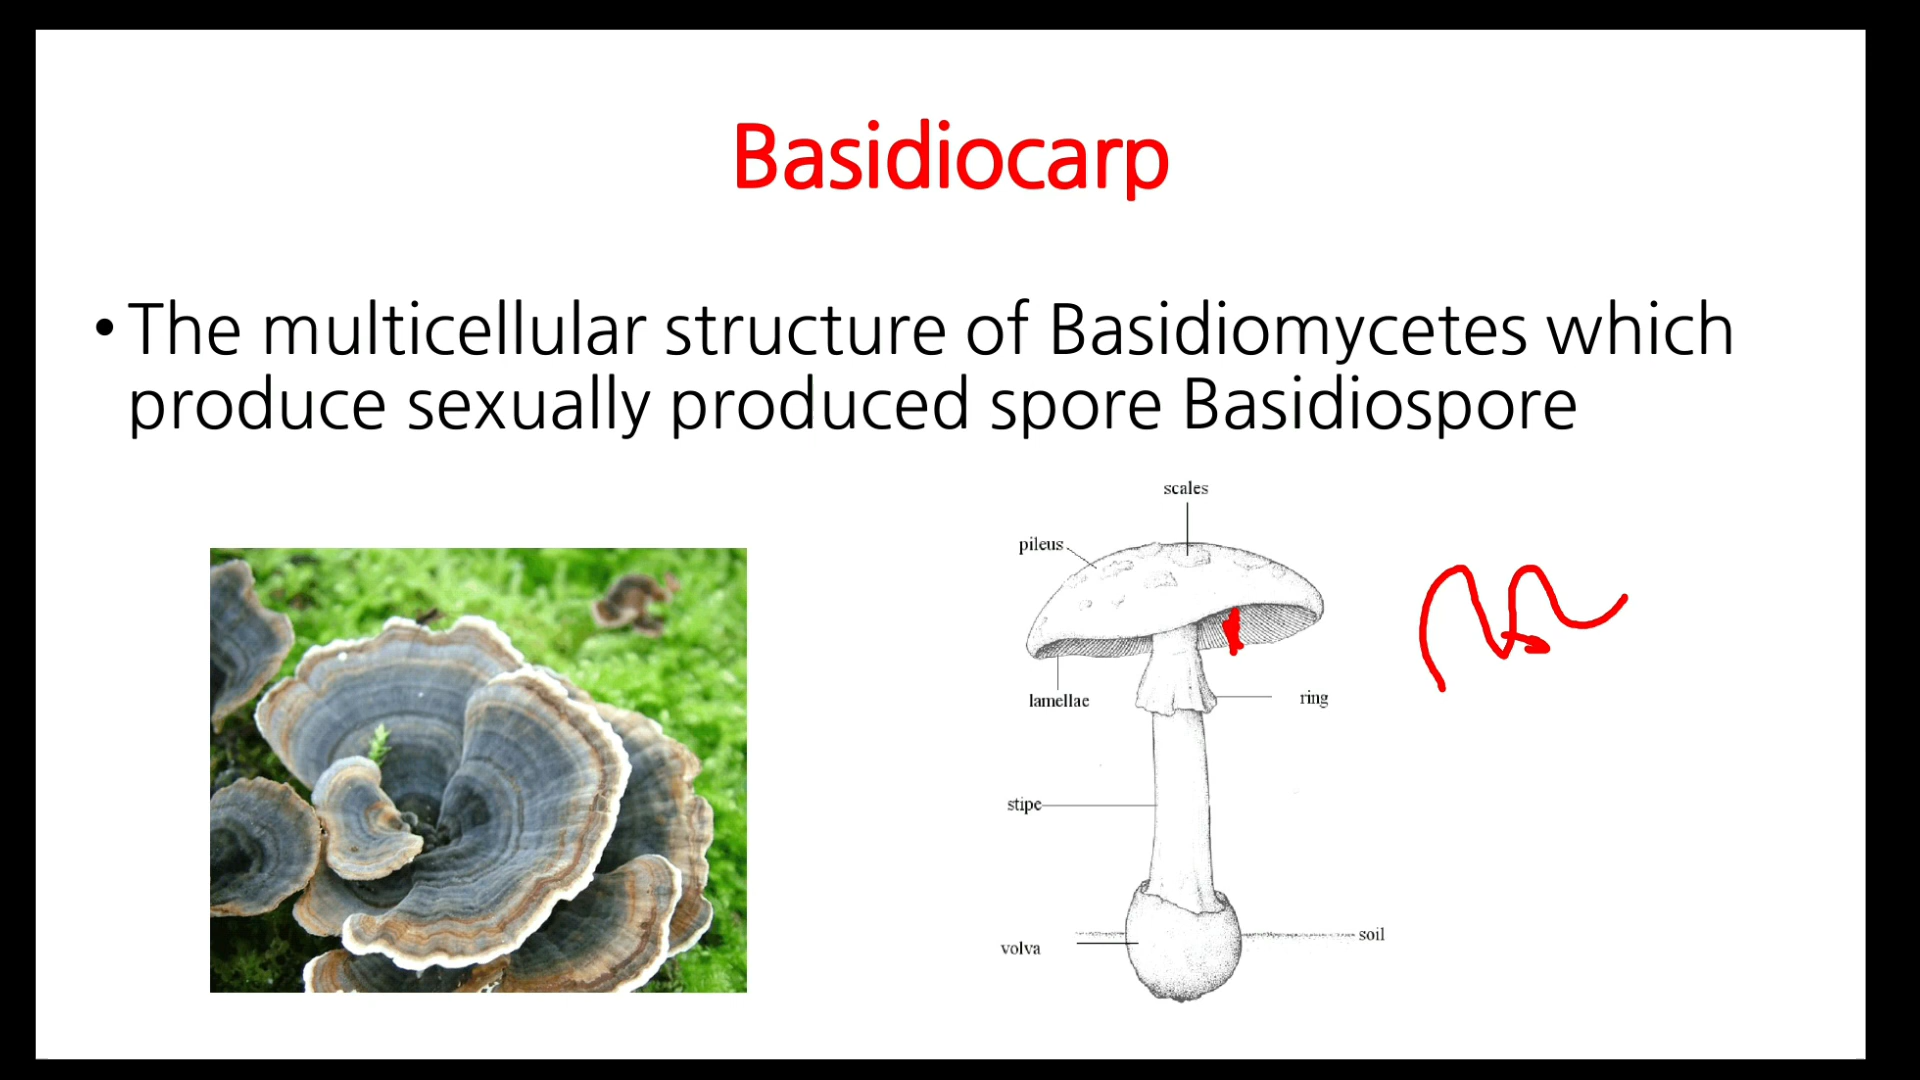 Basidiocarp
• The multicellular structure of Basidiomycetes which
produce sexually produced spore Basidiospore
scales
pileus
lamellae
ring
stipe
volva
soil